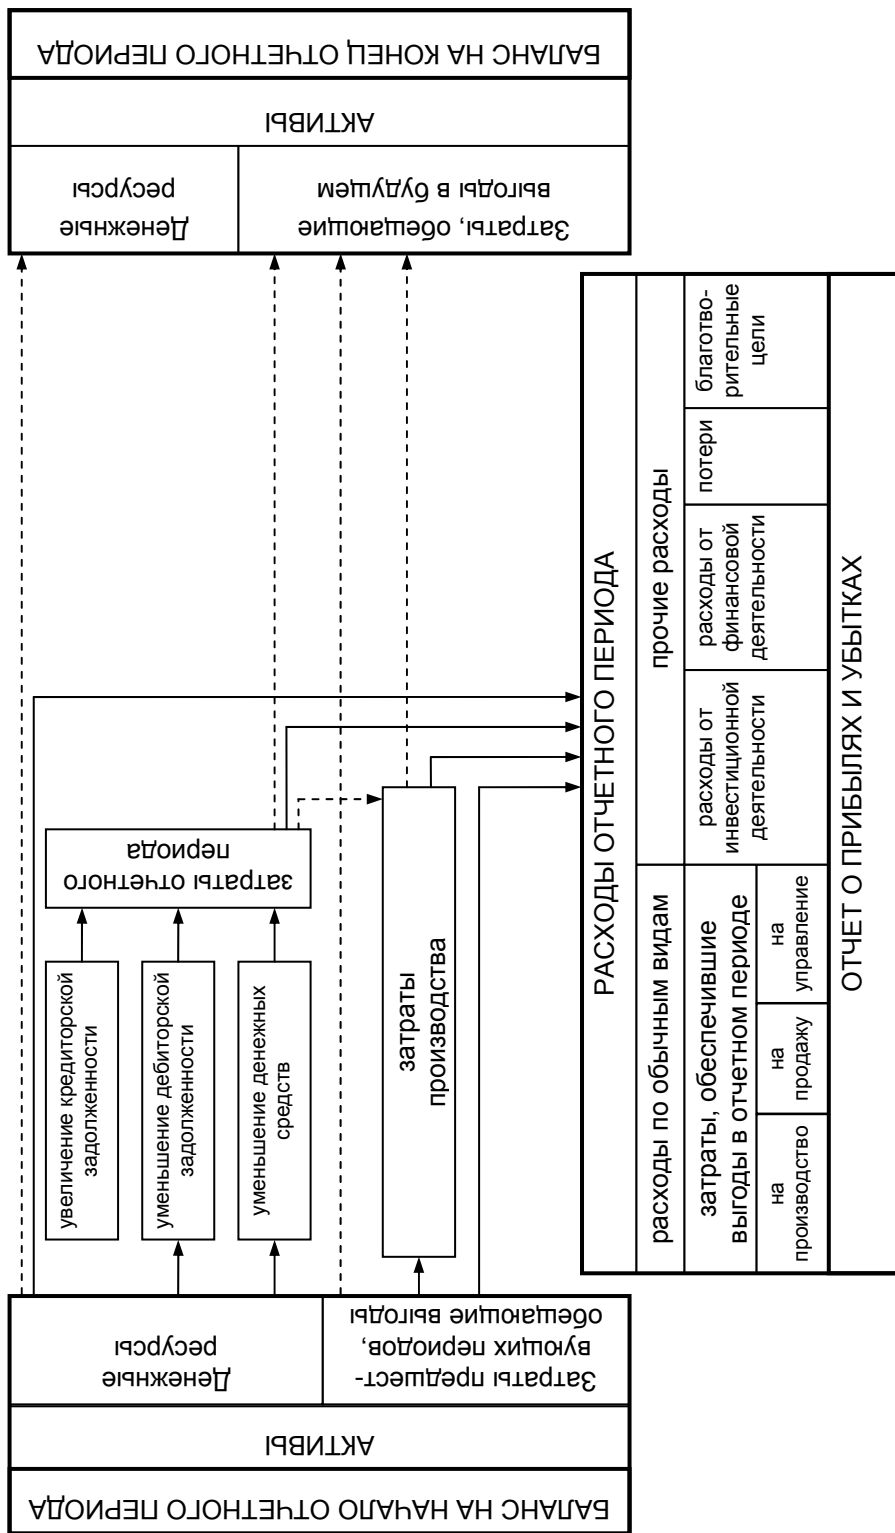 БАЛАНС НА КОНЕЦ ОТЧЕТНОГО ПЕРИОДА
АКТИВЫ
Денежные
ресурсы
Затраты, обещающие
выгоды в будущем
РАСХОДЫ ОТЧЕТНОГО ПЕРИОДА
расходы по обычным видам
прочие расходы
затраты, обеспечившие
выгоды в отчетном периоде
на
производство
на
продажу
на
управление
расходы от
инвестиционной
деятельности
расходы от
финансовой
деятельности
потери
благотво-
рительные
цели
ОТЧЕТ О ПРИБЫЛЯХ И УБЫТКАХ
затраты отчетного
периода
увеличение кредиторской
задолженности
уменьшение дебиторской
задолженности
уменьшение денежных
средств
затраты
производства
Денежные
ресурсы
Затраты предшест-
вующих периодов,
обещающие выгоды
АКТИВЫ
БАЛАНС НА НАЧАЛО ОТЧЕТНОГО ПЕРИОДА